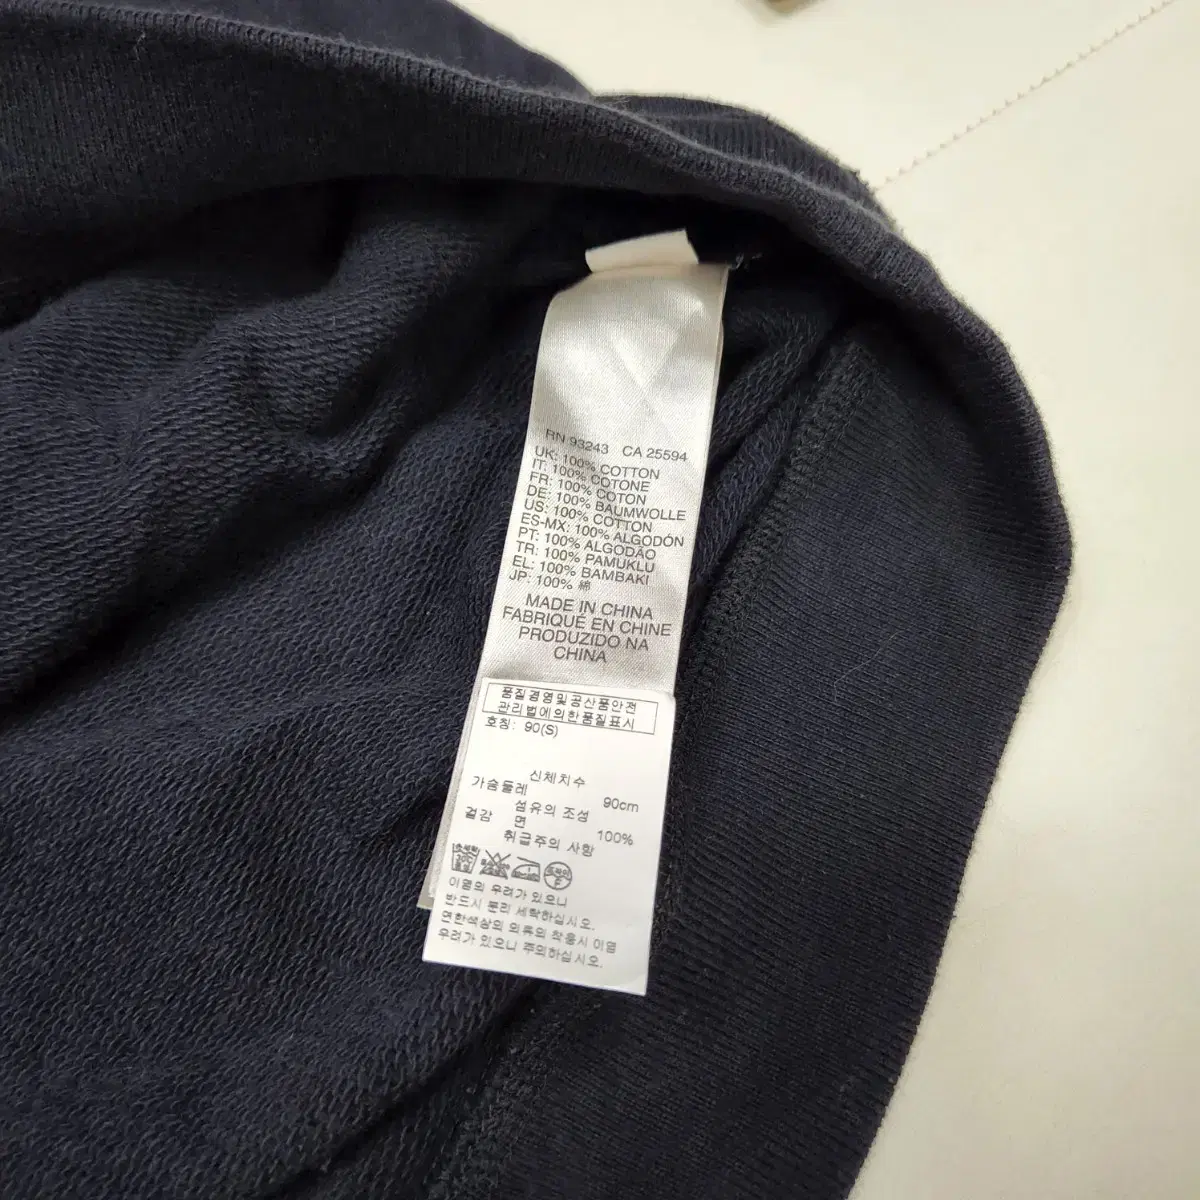 RN 93243 CA 25594
UK: 100% COTTON
IT: 100% COTONE
FR: 100% COTON
DE: 100% BAUMWOLLE
US: 100% COTTON
ES-MX: 100% ALGODÓN
PT: 100% ALGODÃO
TR: 100% PAMUKLU
EL: 100% BAMBAKI
JP: 100% 綿
MADE IN CHINA
FABRIQUÉ EN CHINE
PRODUZIDO NA
CHINA
품질경영및공산품안전
관리법에의한품질표시
호칭: 90(S)
신체치수
가슴둘레 90cm
섬유의 조성
겉감 면 100%
취급주의 사항
이염의 우려가 있으니
반드시 분리 세탁하십시오.
연한색상의 의류의 착용시 이염
우려가 있으니 주의하십시오.